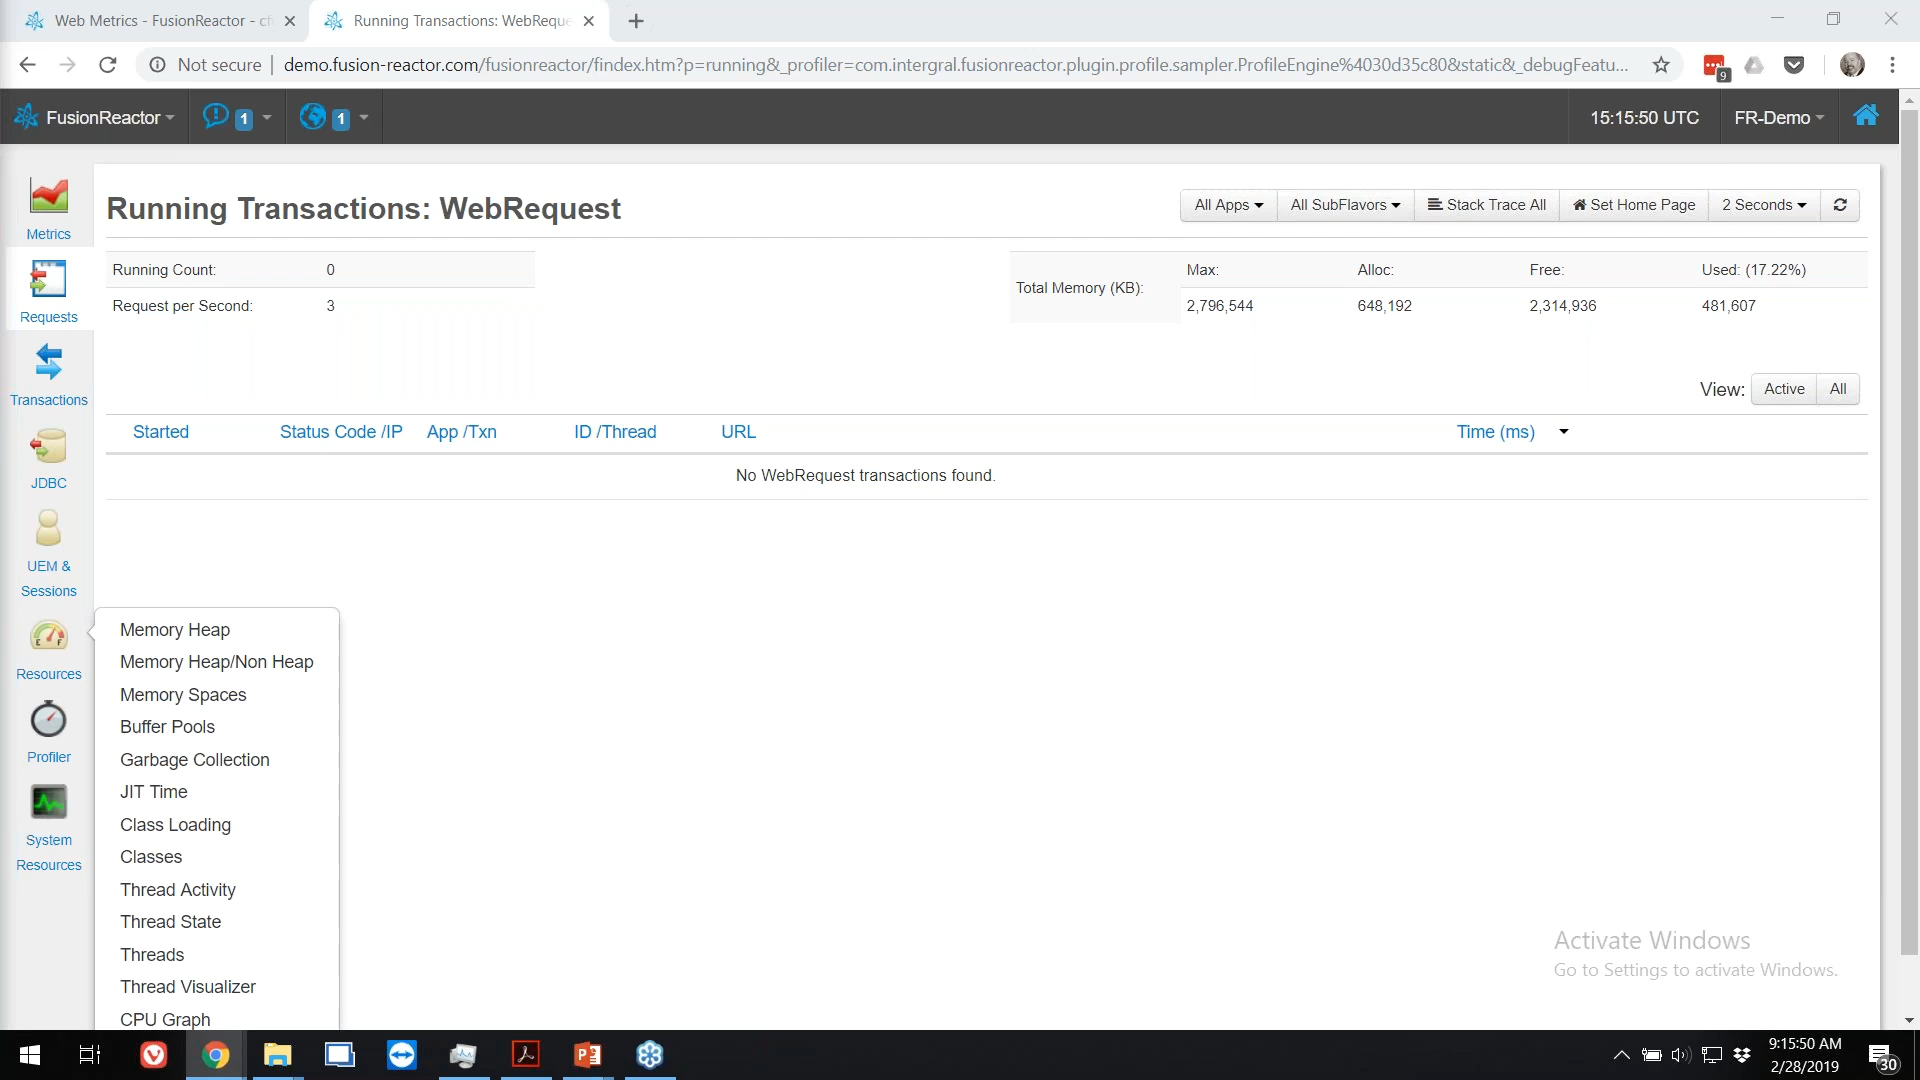 Web Metrics - FusionReactor - cf
Running Transactions: WebReque
Not secure
demo.fusion-reactor.com/fusionreactor/findex.htm?p=running&_profiler=com.intergral.fusionreactor.plugin.profile.sampler.ProfileEngine%4030d35c80&static&_debugFeatu...
9
FusionReactor
1
1
15:15:50 UTC
FR-Demo
Metrics
Requests
Transactions
JDBC
UEM &
Sessions
Resources
Profiler
System
Resources
Running Transactions: WebRequest
All Apps
All SubFlavors
Stack Trace All
Set Home Page
2 Seconds
Running Count: 0
Request per Second: 3
Total Memory (KB):
Max: Alloc: Free: Used: (17.22%)
2,796,544 648,192 2,314,936 481,607
View: Active All
Started Status Code /IP App /Txn ID /Thread URL Time (ms)
No WebRequest transactions found.
Memory Heap
Memory Heap/Non Heap
Memory Spaces
Buffer Pools
Garbage Collection
JIT Time
Class Loading
Classes
Thread Activity
Thread State
Threads
Thread Visualizer
CPU Graph
Activate Windows
Go to Settings to activate Windows.
9:15:50 AM
2/28/2019
30